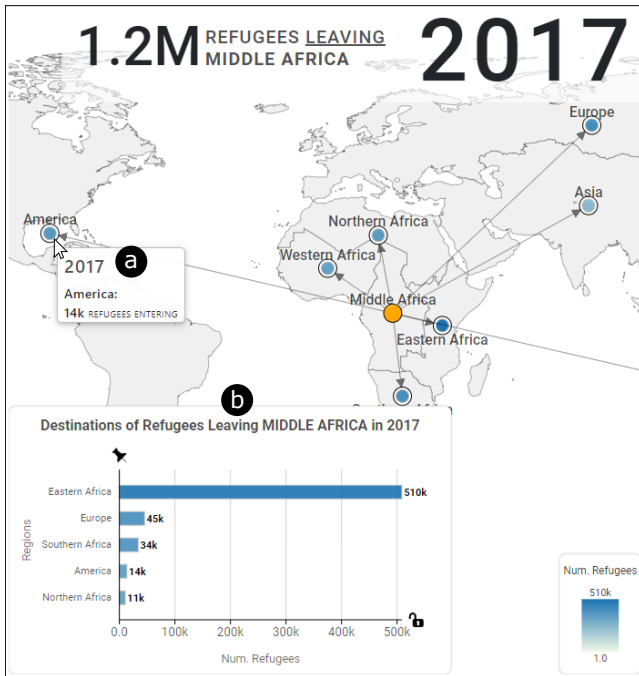 1.2M REFUGEES LEAVING MIDDLE AFRICA
2017
Europe
Asia
America
Northern Africa
Western Africa
Middle Africa
Eastern Africa
2017
a
America:
14k REFUGEES ENTERING
b
Destinations of Refugees Leaving MIDDLE AFRICA in 2017
Regions
Eastern Africa 510k
Europe 45k
Southern Africa 34k
America 14k
Northern Africa 11k
0.0 100k 200k 300k 400k 500k
Num. Refugees
Num. Refugees
510k
1.0